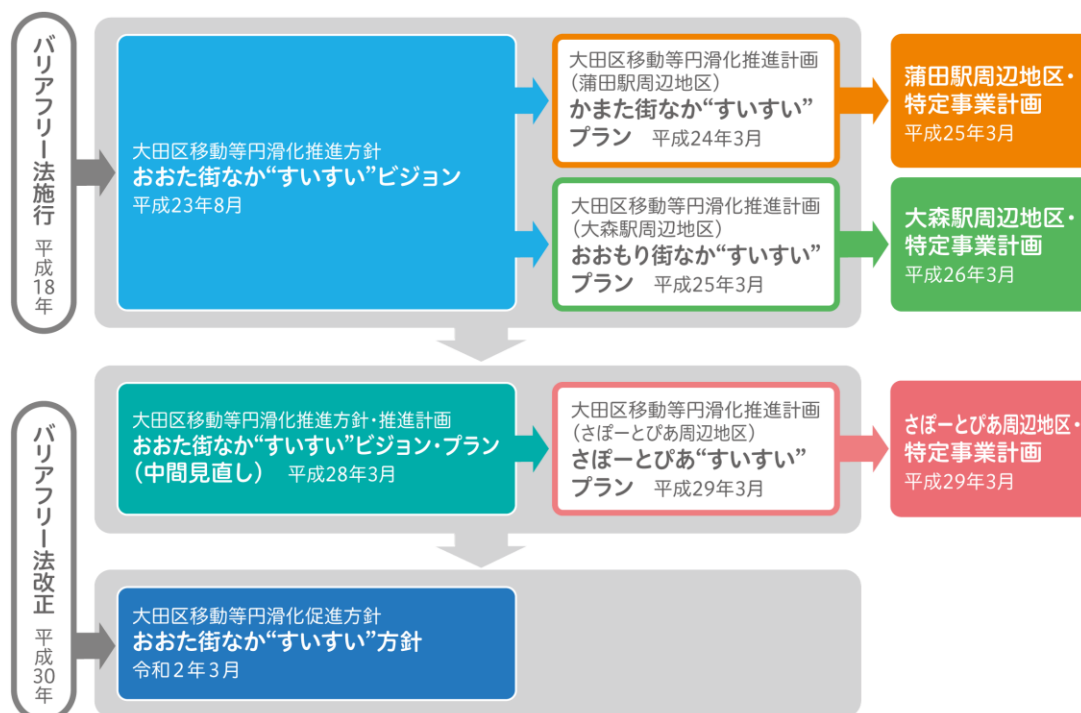 バリアフリー法施行 平成18年
大田区移動等円滑化推進方針
おおた街なか“すいすい”ビジョン
平成23年8月
大田区移動等円滑化推進計画
(蒲田駅周辺地区)
かまた街なか“すいすい”
プラン 平成24年3月
蒲田駅周辺地区・
特定事業計画
平成25年3月
大田区移動等円滑化推進計画
(大森駅周辺地区)
おおもり街なか“すいすい”
プラン 平成25年3月
大森駅周辺地区・
特定事業計画
平成26年3月
バリアフリー法改正 平成30年
大田区移動等円滑化推進方針・推進計画
おおた街なか“すいすい”ビジョン・プラン
(中間見直し) 平成28年3月
大田区移動等円滑化推進計画
(さぽーとぴあ周辺地区)
さぽーとぴあ“すいすい”
プラン 平成29年3月
さぽーとぴあ周辺地区・
特定事業計画
平成29年3月
大田区移動等円滑化促進方針
おおた街なか“すいすい”方針
令和2年3月